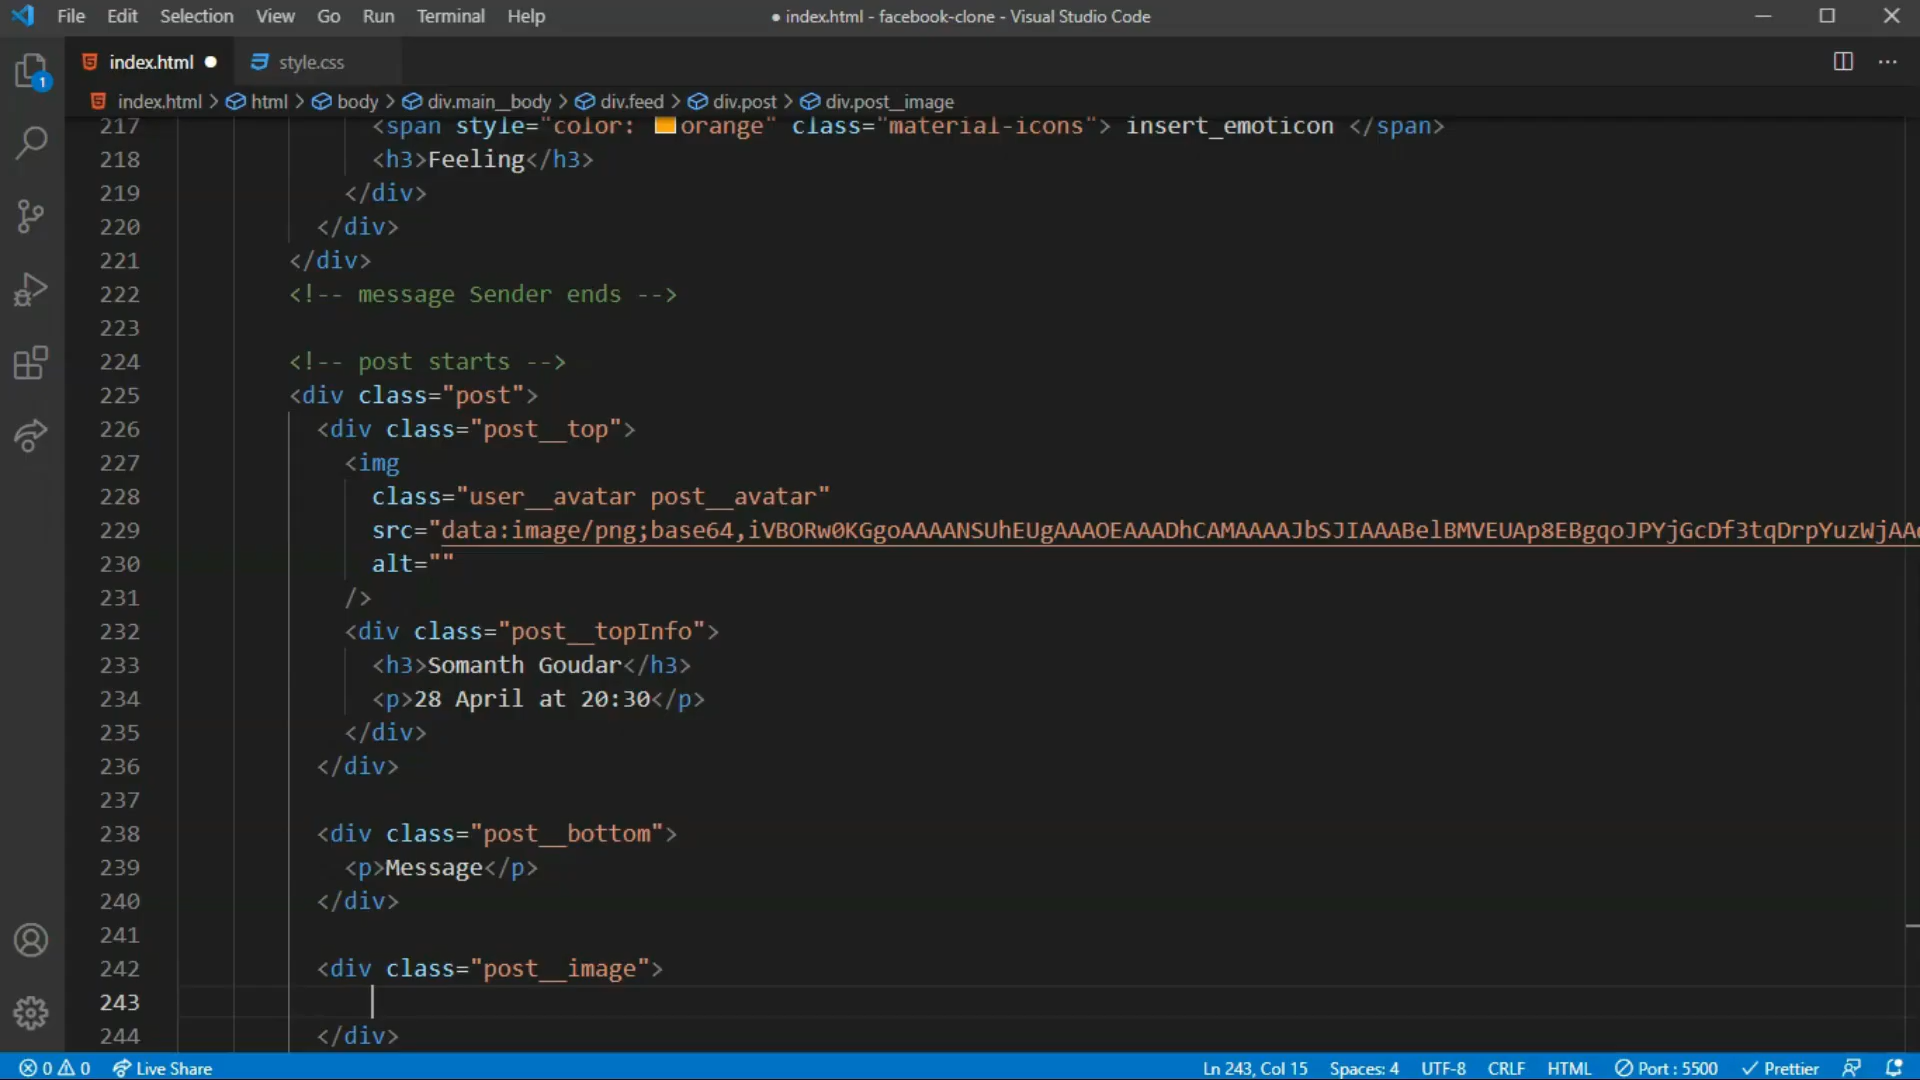 File Edit Selection View Go Run Terminal Help
● index.html - facebook-clone - Visual Studio Code
index.html ●
style.css
index.html > html > body > div.main__body > div.feed > div.post > div.post__image
217 <span style="color: orange" class="material-icons"> insert_emoticon </span>
218 <h3>Feeling</h3>
219 </div>
220 </div>
221 </div>
222 <!-- message Sender ends -->
223
224 <!-- post starts -->
225 <div class="post">
226 <div class="post__top">
227 <img
228 class="user__avatar post__avatar"
229 src="data:image/png;base64,iVBORw0KGgoAAAANSUhEUgAAAOEAAADhCAMAAAAJbSJIAAABelBMVEUAp8EBgqoJPYjGcDf3tqDrpYuzWjAA
230 alt=""
231 />
232 <div class="post__topInfo">
233 <h3>Somanth Goudar</h3>
234 <p>28 April at 20:30</p>
235 </div>
236 </div>
237
238 <div class="post__bottom">
239 <p>Message</p>
240 </div>
241
242 <div class="post__image">
243
244 </div>
1
0 0 Live Share
Ln 243, Col 15 Spaces: 4 UTF-8 CRLF HTML Port : 5500 Prettier